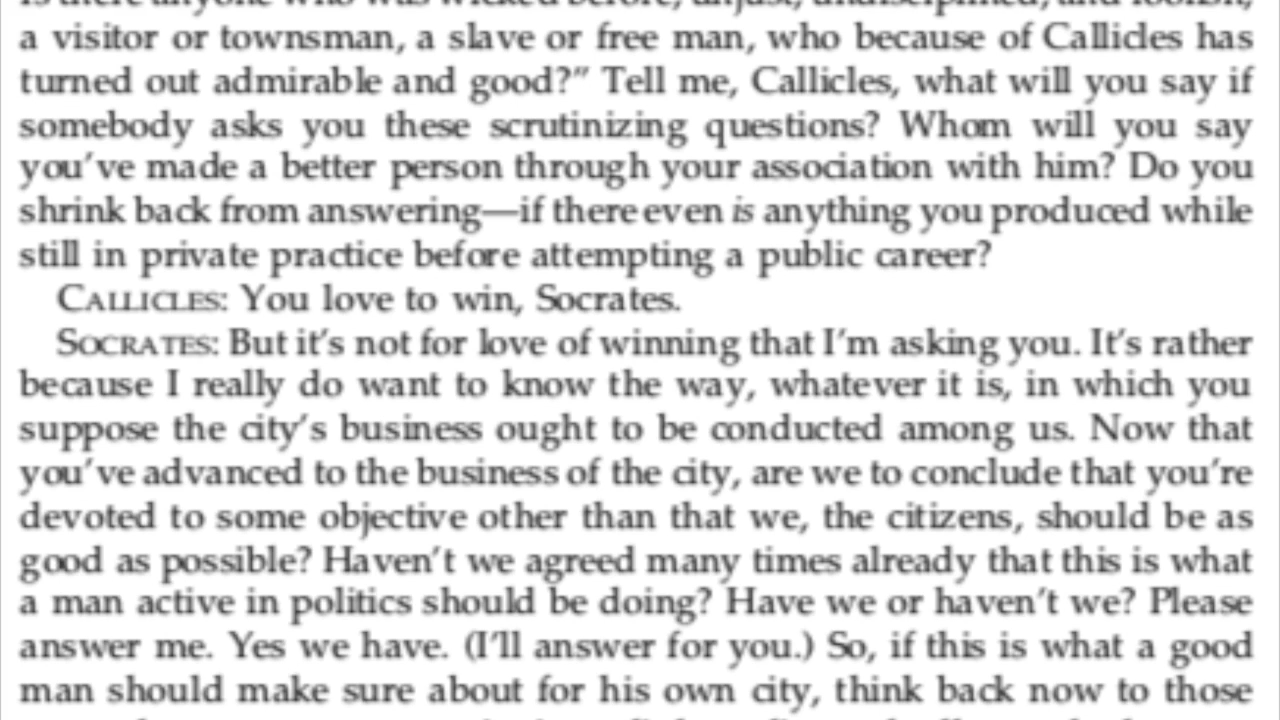 a visitor or townsman, a slave or free man, who because of Callicles has
turned out admirable and good?” Tell me, Callicles, what will you say if
somebody asks you these scrutinizing questions? Whom will you say
you’ve made a better person through your association with him? Do you
shrink back from answering—if there even is anything you produced while
still in private practice before attempting a public career?
CALLICLES: You love to win, Socrates.
SOCRATES: But it’s not for love of winning that I’m asking you. It’s rather
because I really do want to know the way, whatever it is, in which you
suppose the city’s business ought to be conducted among us. Now that
you’ve advanced to the business of the city, are we to conclude that you’re
devoted to some objective other than that we, the citizens, should be as
good as possible? Haven’t we agreed many times already that this is what
a man active in politics should be doing? Have we or haven’t we? Please
answer me. Yes we have. (I’ll answer for you.) So, if this is what a good
man should make sure about for his own city, think back now to those